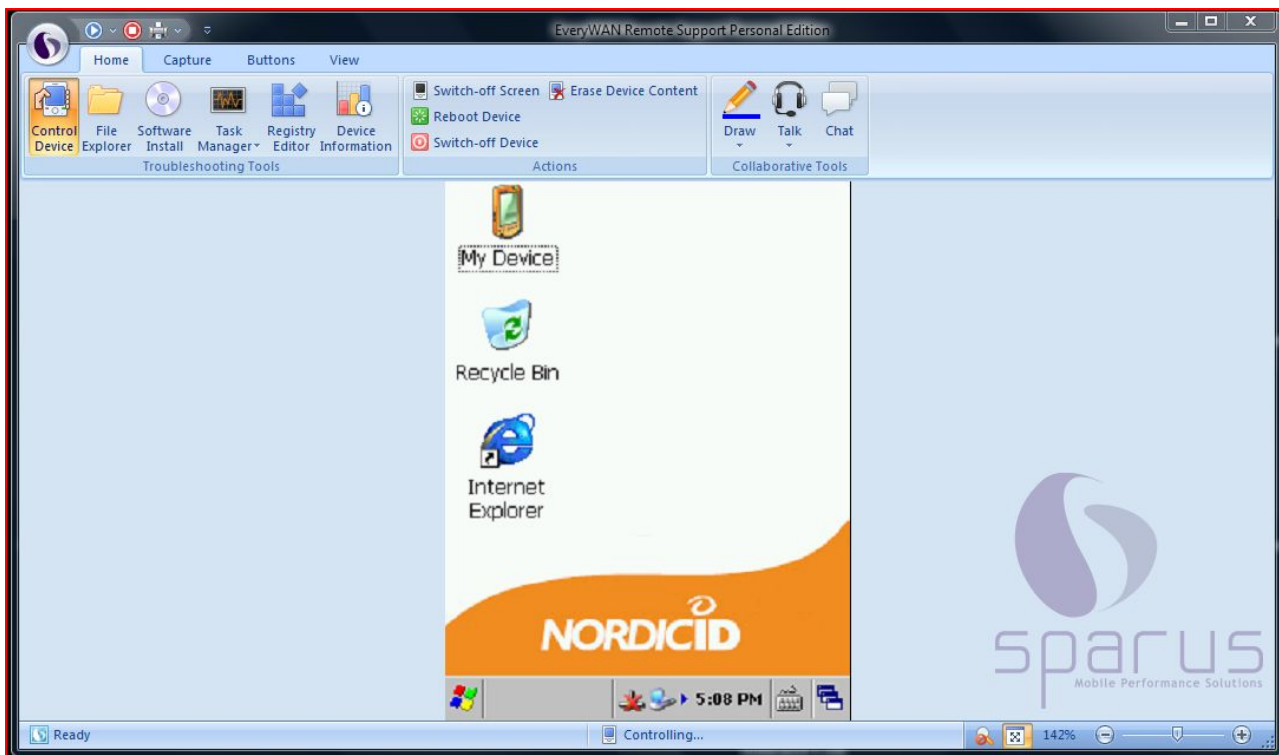 EveryWAN Remote Support Personal Edition
Home Capture Buttons View
Control Device
File Explorer
Software Install
Task Manager
Registry Editor
Device Information
Troubleshooting Tools
Switch-off Screen
Erase Device Content
Reboot Device
Switch-off Device
Actions
Draw Talk Chat
Collaborative Tools
My Device
Recycle Bin
Internet
Explorer
NORDICID
5:08 PM
sparus
Mobile Performance Solutions
Ready
Controlling...
142%